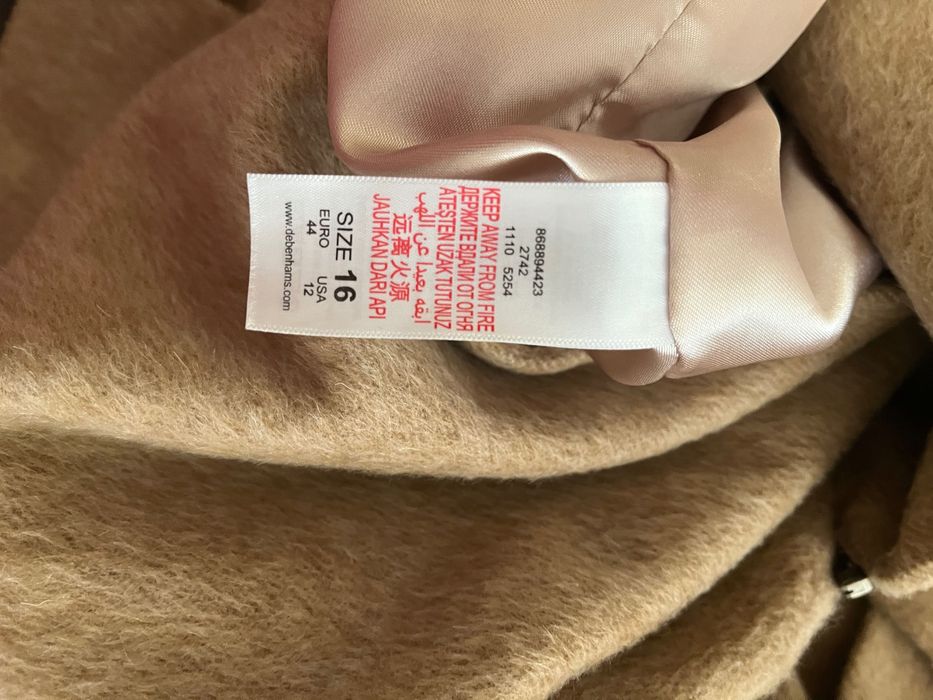 868894423
2742
1110 5254
KEEP AWAY FROM FIRE
ДЕРЖИТЕ ВДАЛИ ОТ ОГНЯ
ATEŞTEN UZAK TUTUNUZ
ابقه بعيدا عن اللهب
远离火源
JAUHKAN DARI API
SIZE 16
EURO USA
44 12
www.debenhams.com